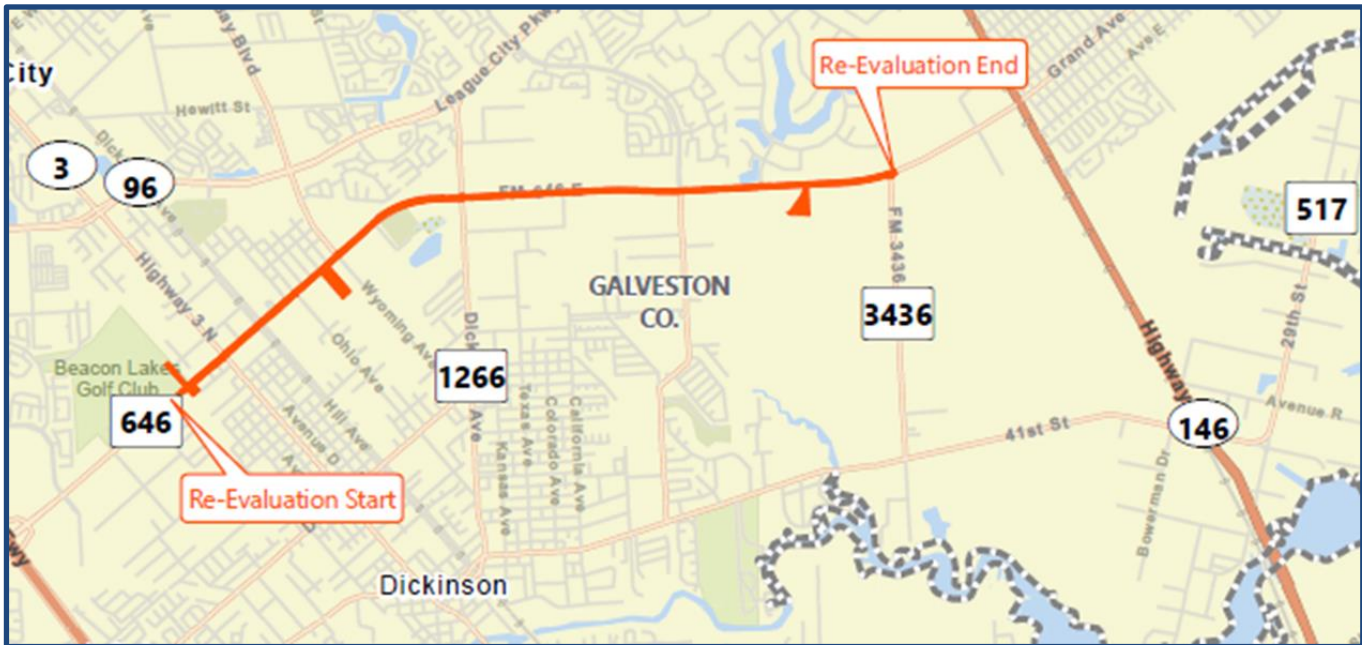 City
3
96
Hewitt St
League City Pkwy
Re-Evaluation End
Grand Ave
Ave E
517
Highway 3 N
Wyoming Ave
Ohio Ave
Hill Ave
Avenue D
GALVESTON
CO.
FM 3436
3436
29th St
Highway
146
Avenue R
Beacon Lakes
Golf Club
646
1266
Ave
Texas Ave
Kansas Ave
Colorado Ave
California Ave
41st St
Bowerman Dr
Re-Evaluation Start
Dickinson